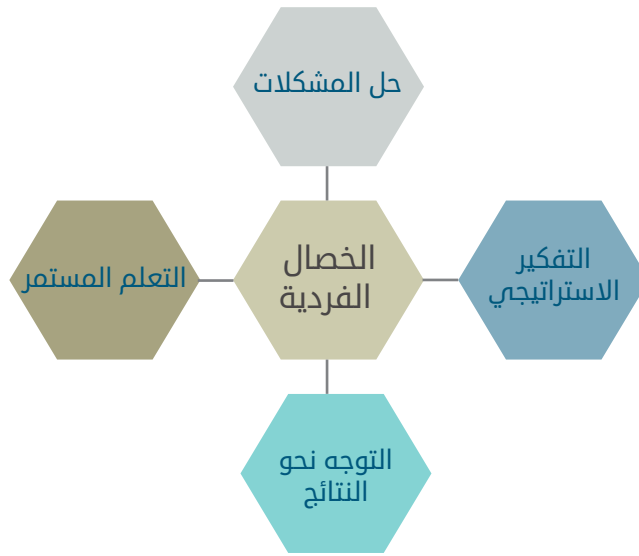 حل المشكلات
الخصال
الفردية
التفكير
الاستراتيجي
التعلم المستمر
التوجه نحو
النتائج